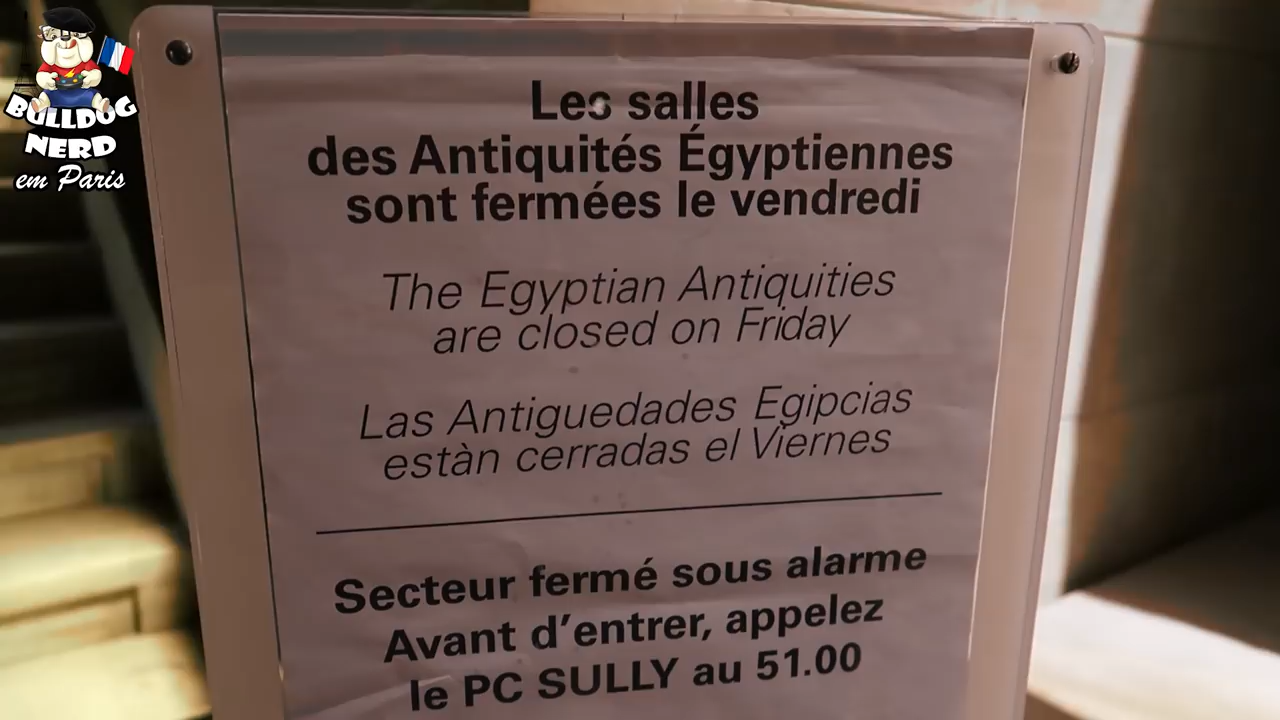 BULLDOG
NERD
em Paris
Les salles
des Antiquités Égyptiennes
sont fermées le vendredi
The Egyptian Antiquities
are closed on Friday
Las Antiguedades Egipcias
estàn cerradas el Viernes
Secteur fermé sous alarme
Avant d'entrer, appelez
le PC SULLY au 51.00